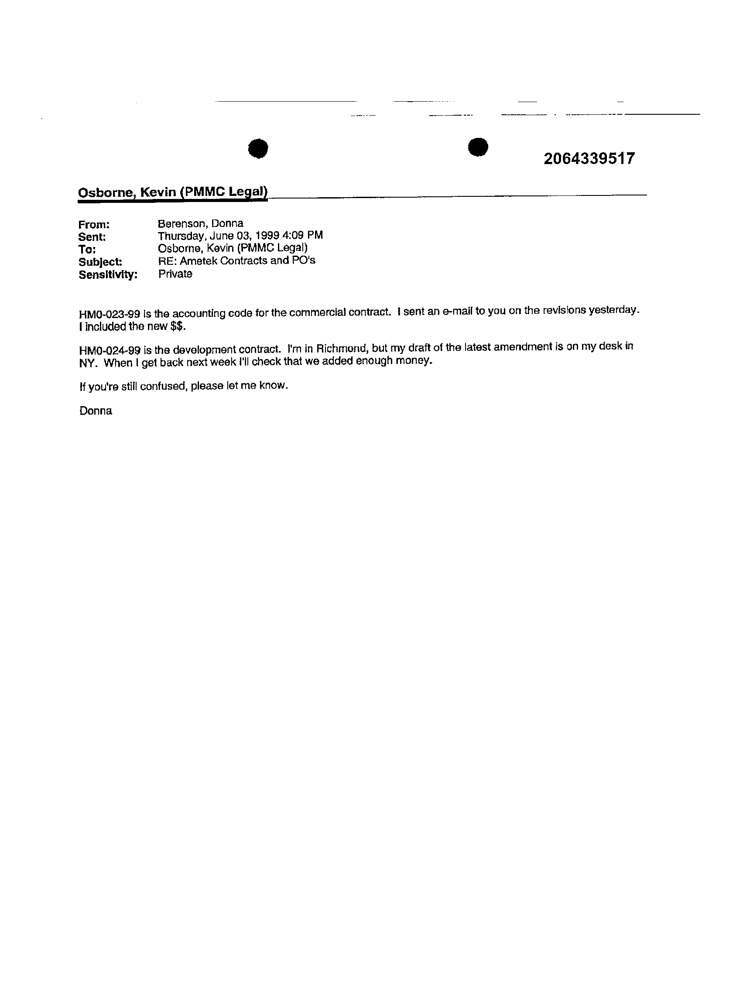 2064339517
Osborne, Kevin (PMMC Legal)
From: Berenson, Donna
Sent: Thursday, June 03, 1999 4:09 PM
To: Osborne, Kevin (PMMC Legal)
Subject: RE: Ametek Contracts and PO's
Sensitivity: Private
HM0-023-99 is the accounting code for the commercial contract. I sent an e-mail to you on the revisions yesterday.
I included the new $$.
HM0-024-99 is the development contract. I'm in Richmond, but my draft of the latest amendment is on my desk in
NY. When I get back next week I'll check that we added enough money.
If you're still confused, please let me know.
Donna